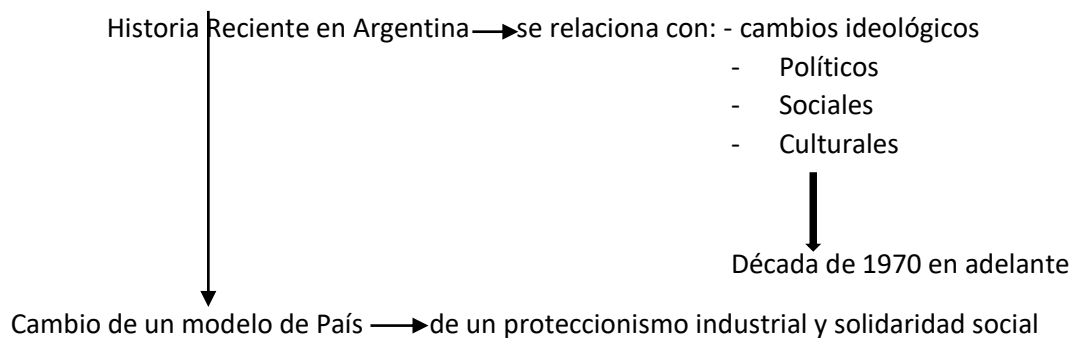 Historia Reciente en Argentina se relaciona con: - cambios ideológicos
- Políticos
- Sociales
- Culturales
Década de 1970 en adelante
Cambio de un modelo de País de un proteccionismo industrial y solidaridad social